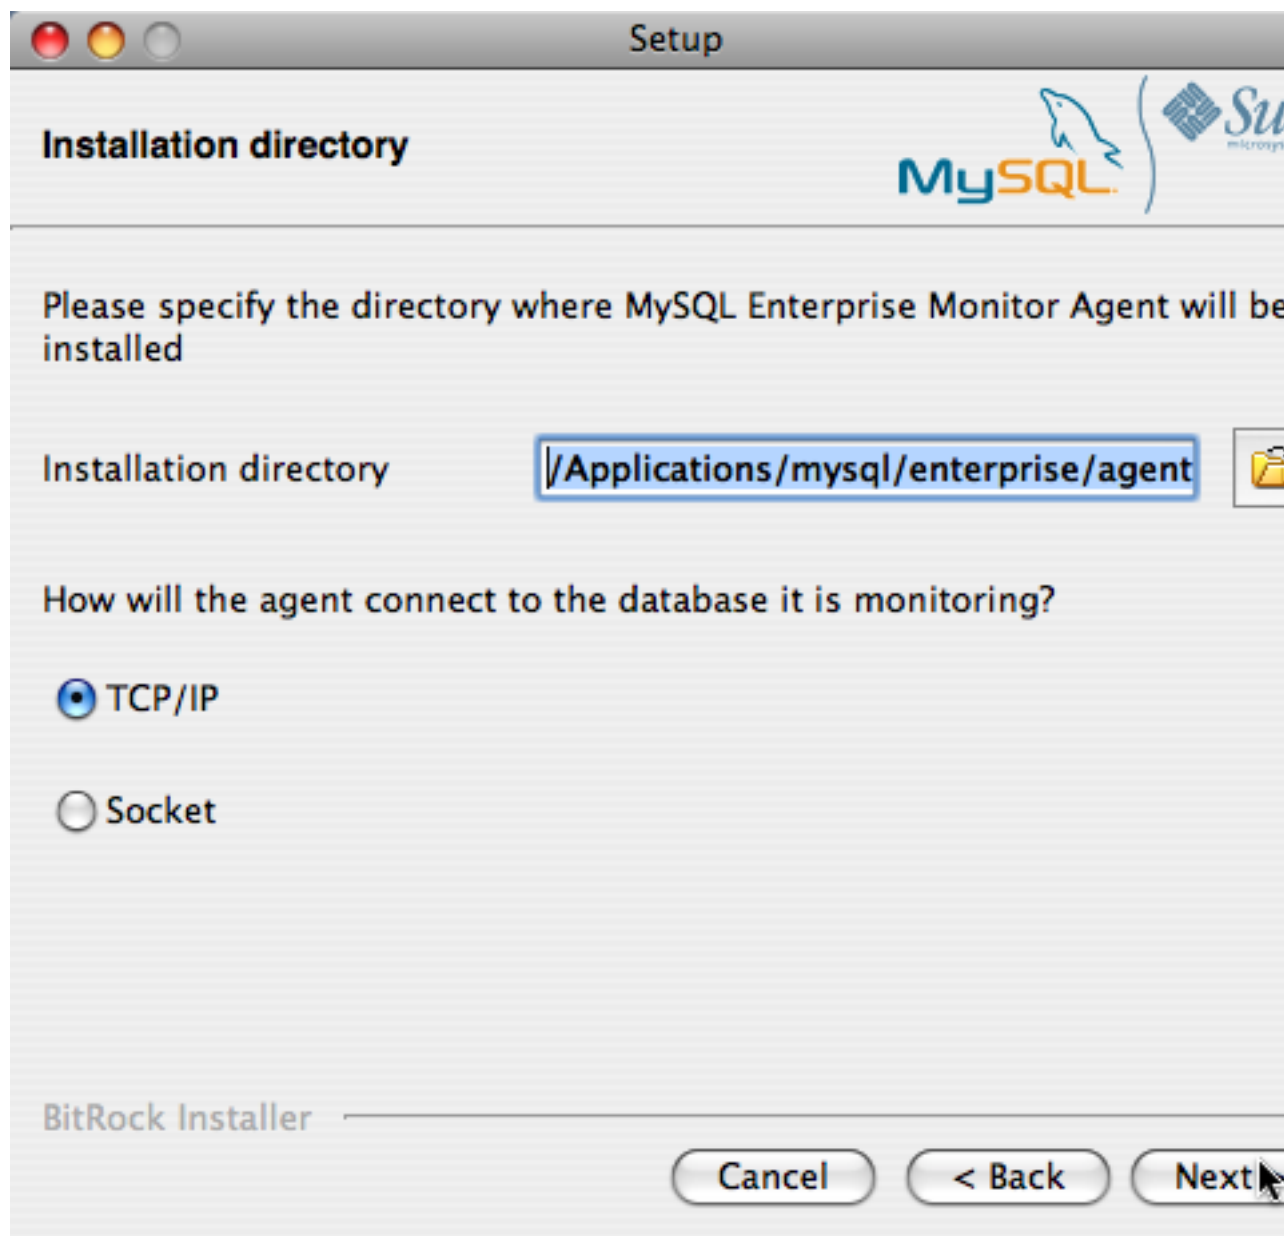 Setup
Installation directory
MySQL
Please specify the directory where MySQL Enterprise Monitor Agent will be
installed
Installation directory
/Applications/mysql/enterprise/agent
How will the agent connect to the database it is monitoring?
TCP/IP
Socket
BitRock Installer
Cancel
< Back
Next